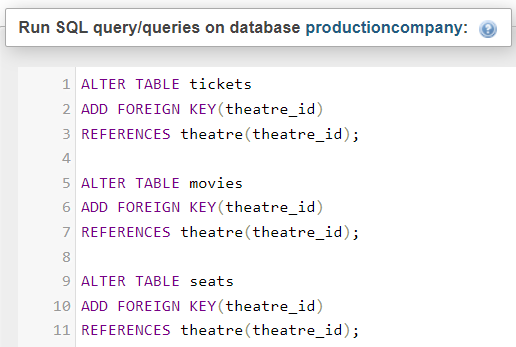 Run SQL query/queries on database productioncompany:
1 ALTER TABLE tickets
2 ADD FOREIGN KEY(theatre_id)
3 REFERENCES theatre(theatre_id);
4
5 ALTER TABLE movies
6 ADD FOREIGN KEY(theatre_id)
7 REFERENCES theatre(theatre_id);
8
9 ALTER TABLE seats
10 ADD FOREIGN KEY(theatre_id)
11 REFERENCES theatre(theatre_id);